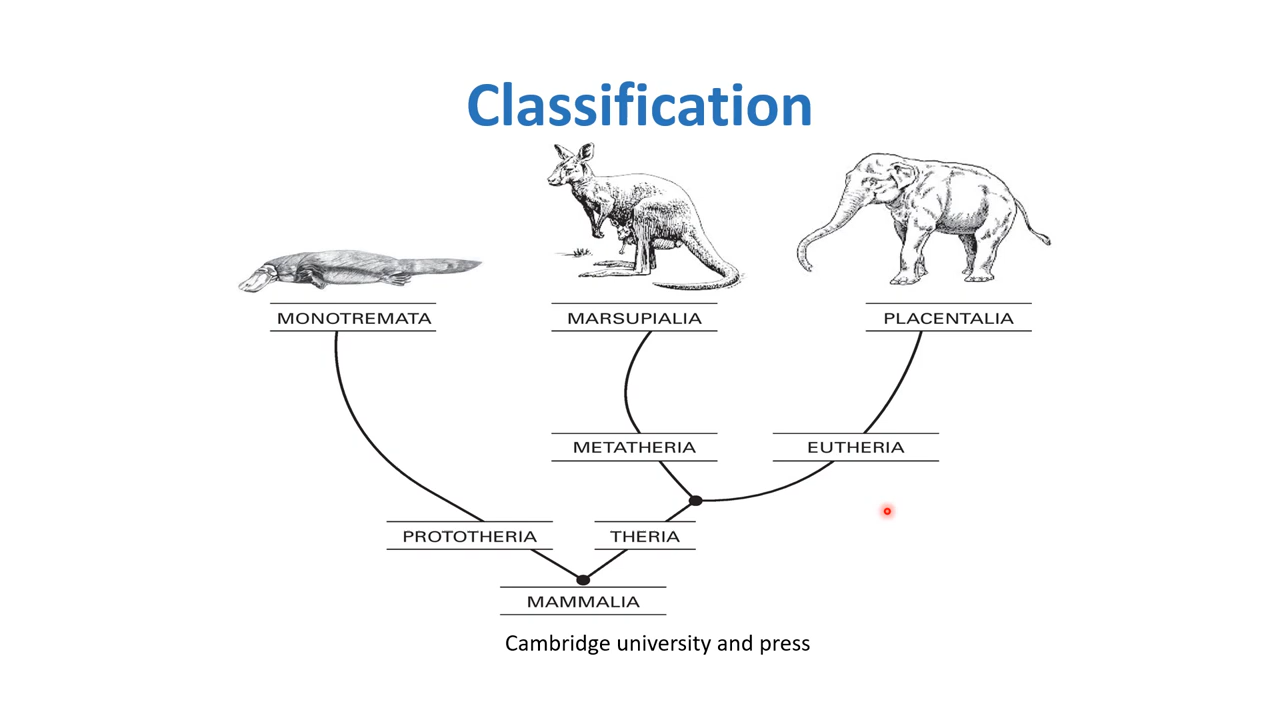 Classification
MONOTREMATA
MARSUPIALIA
PLACENTALIA
METATHERIA
EUTHERIA
PROTOTHERIA
THERIA
MAMMALIA
Cambridge university and press